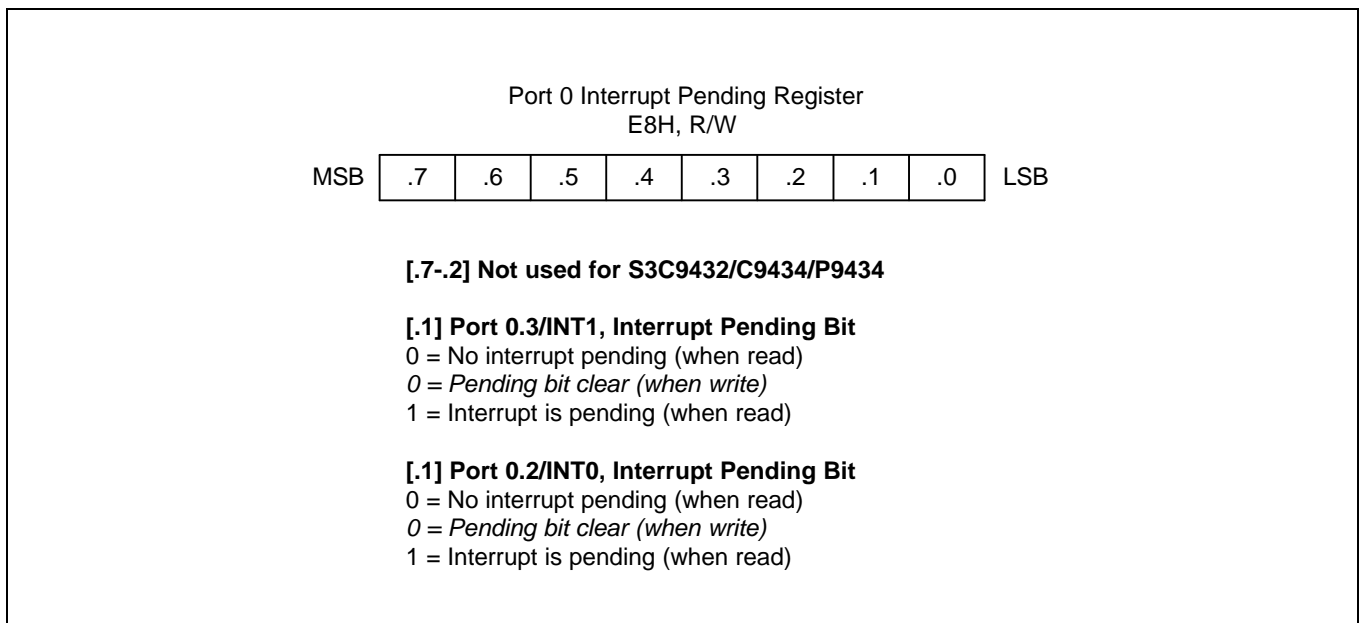 Port 0 Interrupt Pending Register
E8H, R/W
MSB .7 .6 .5 .4 .3 .2 .1 .0 LSB
[.7-.2] Not used for S3C9432/C9434/P9434
[.1] Port 0.3/INT1, Interrupt Pending Bit
0 = No interrupt pending (when read)
0 = Pending bit clear (when write)
1 = Interrupt is pending (when read)
[.1] Port 0.2/INT0, Interrupt Pending Bit
0 = No interrupt pending (when read)
0 = Pending bit clear (when write)
1 = Interrupt is pending (when read)